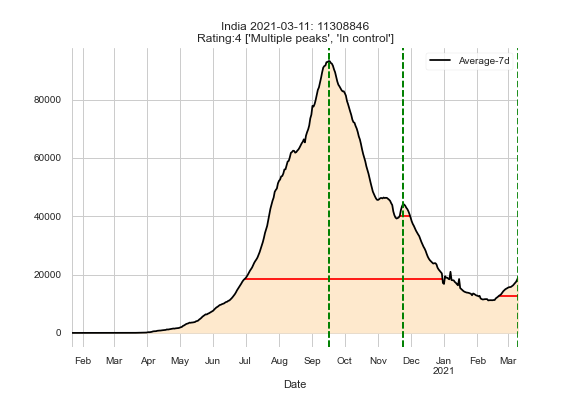 India 2021-03-11: 11308846
Rating:4 ['Multiple peaks', 'In control']
Average-7d
80000
60000
40000
20000
0
Feb Mar Apr May Jun Jul Aug Sep Oct Nov Dec Jan Feb Mar
2021
Date